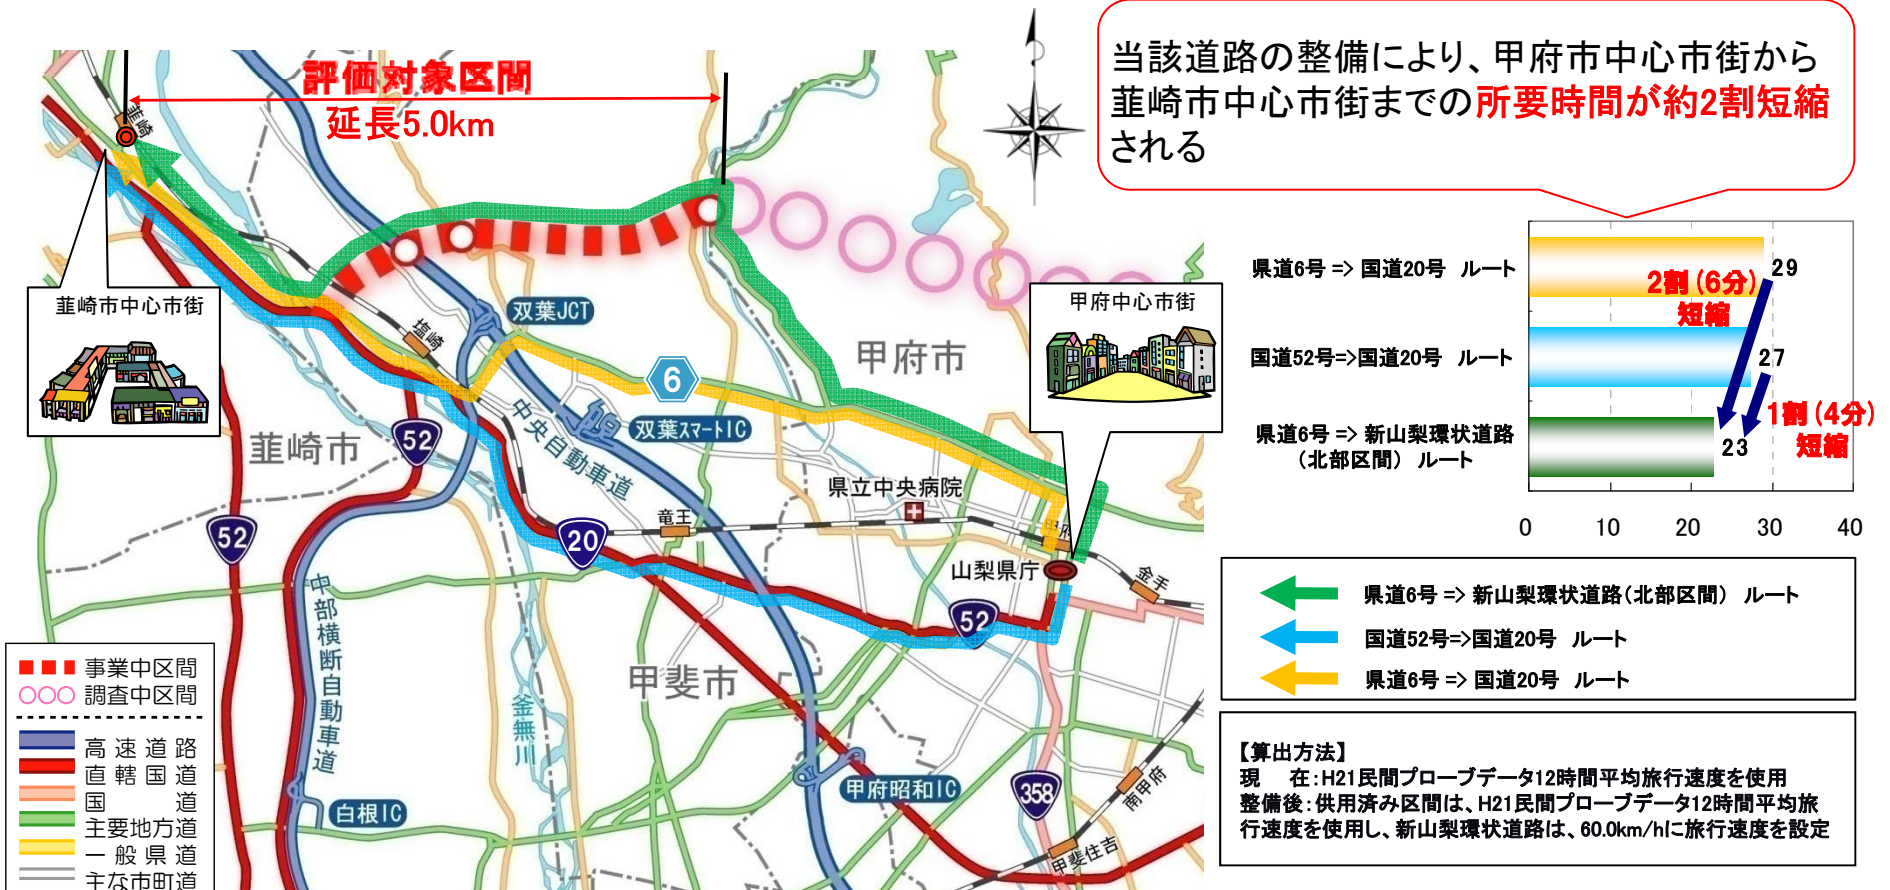 当該道路の整備により、甲府市中心市街から
韮崎市中心市街までの所要時間が約2割短縮
される
評価対象区間
延長5.0km
韮崎
韮崎市中心市街
双葉JCT
塩崎
甲府市
甲府中心市街
6
双葉スマートIC
中央自動車道
52
韮崎市
県立中央病院
52
20
竜王
甲府
山梨県庁
金手
52
中部横断自動車道
甲斐市
釜無川
358
甲府昭和IC
南甲府
白根IC
甲斐住吉
事業中区間
調査中区間
高速道路
直轄国道
国道
主要地方道
一般県道
主な市町道
県道6号 => 国道20号 ルート
29
2割(6分)
短縮
国道52号=>国道20号 ルート
27
1割(4分)
短縮
県道6号 => 新山梨環状道路
(北部区間) ルート
23
0 10 20 30 40
県道6号 => 新山梨環状道路(北部区間) ルート
国道52号=>国道20号 ルート
県道6号 => 国道20号 ルート
【算出方法】
現 在:H21民間プローブデータ12時間平均旅行速度を使用
整備後:供用済み区間は、H21民間プローブデータ12時間平均旅
行速度を使用し、新山梨環状道路は、60.0km/hに旅行速度を設定